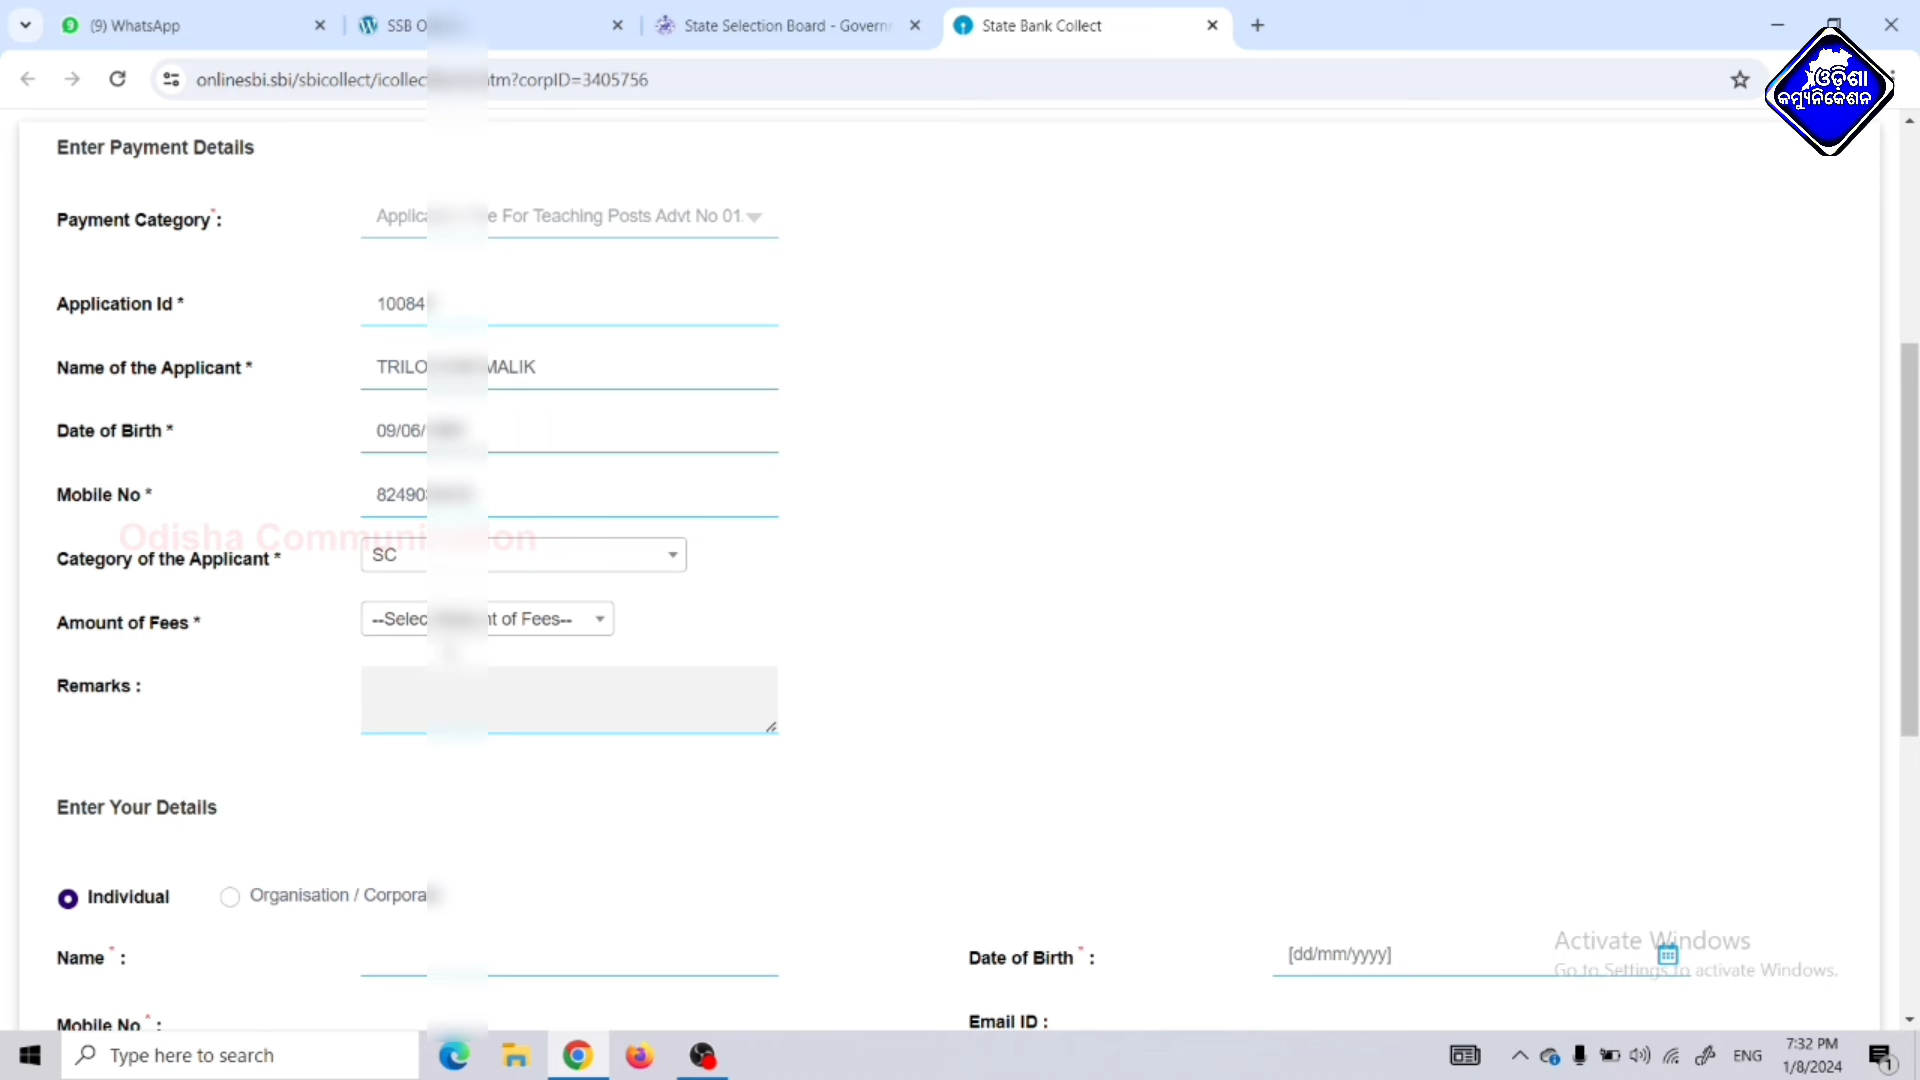 (9) WhatsApp
SSB O
State Selection Board - Govern
State Bank Collect
onlinesbi.sbi/sbicollect/icollec tm?corpID=3405756
ଓଡ଼ିଶା
କମ୍ୟୁନିକେଶନ
Enter Payment Details
Payment Category* : Applica e For Teaching Posts Advt No 01.
Application Id * 10084
Name of the Applicant * TRILO MALIK
Date of Birth * 09/06/
Mobile No * 82490
Odisha Communication
Category of the Applicant * SC
Amount of Fees * --Selec t of Fees--
Remarks :
Enter Your Details
Individual Organisation / Corpora
Name * : Date of Birth * : [dd/mm/yyyy]
Activate Windows
Go to Settings to activate Windows.
Mobile No * : Email ID :
Type here to search
ENG
7:32 PM
1/8/2024
1